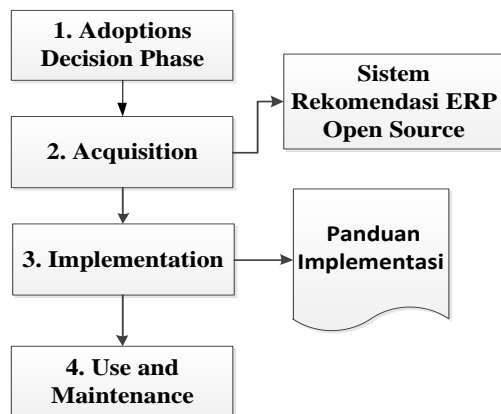 1. Adoptions
Decision Phase
Sistem
Rekomendasi ERP
Open Source
2. Acquisition
3. Implementation
Panduan
Implementasi
4. Use and
Maintenance